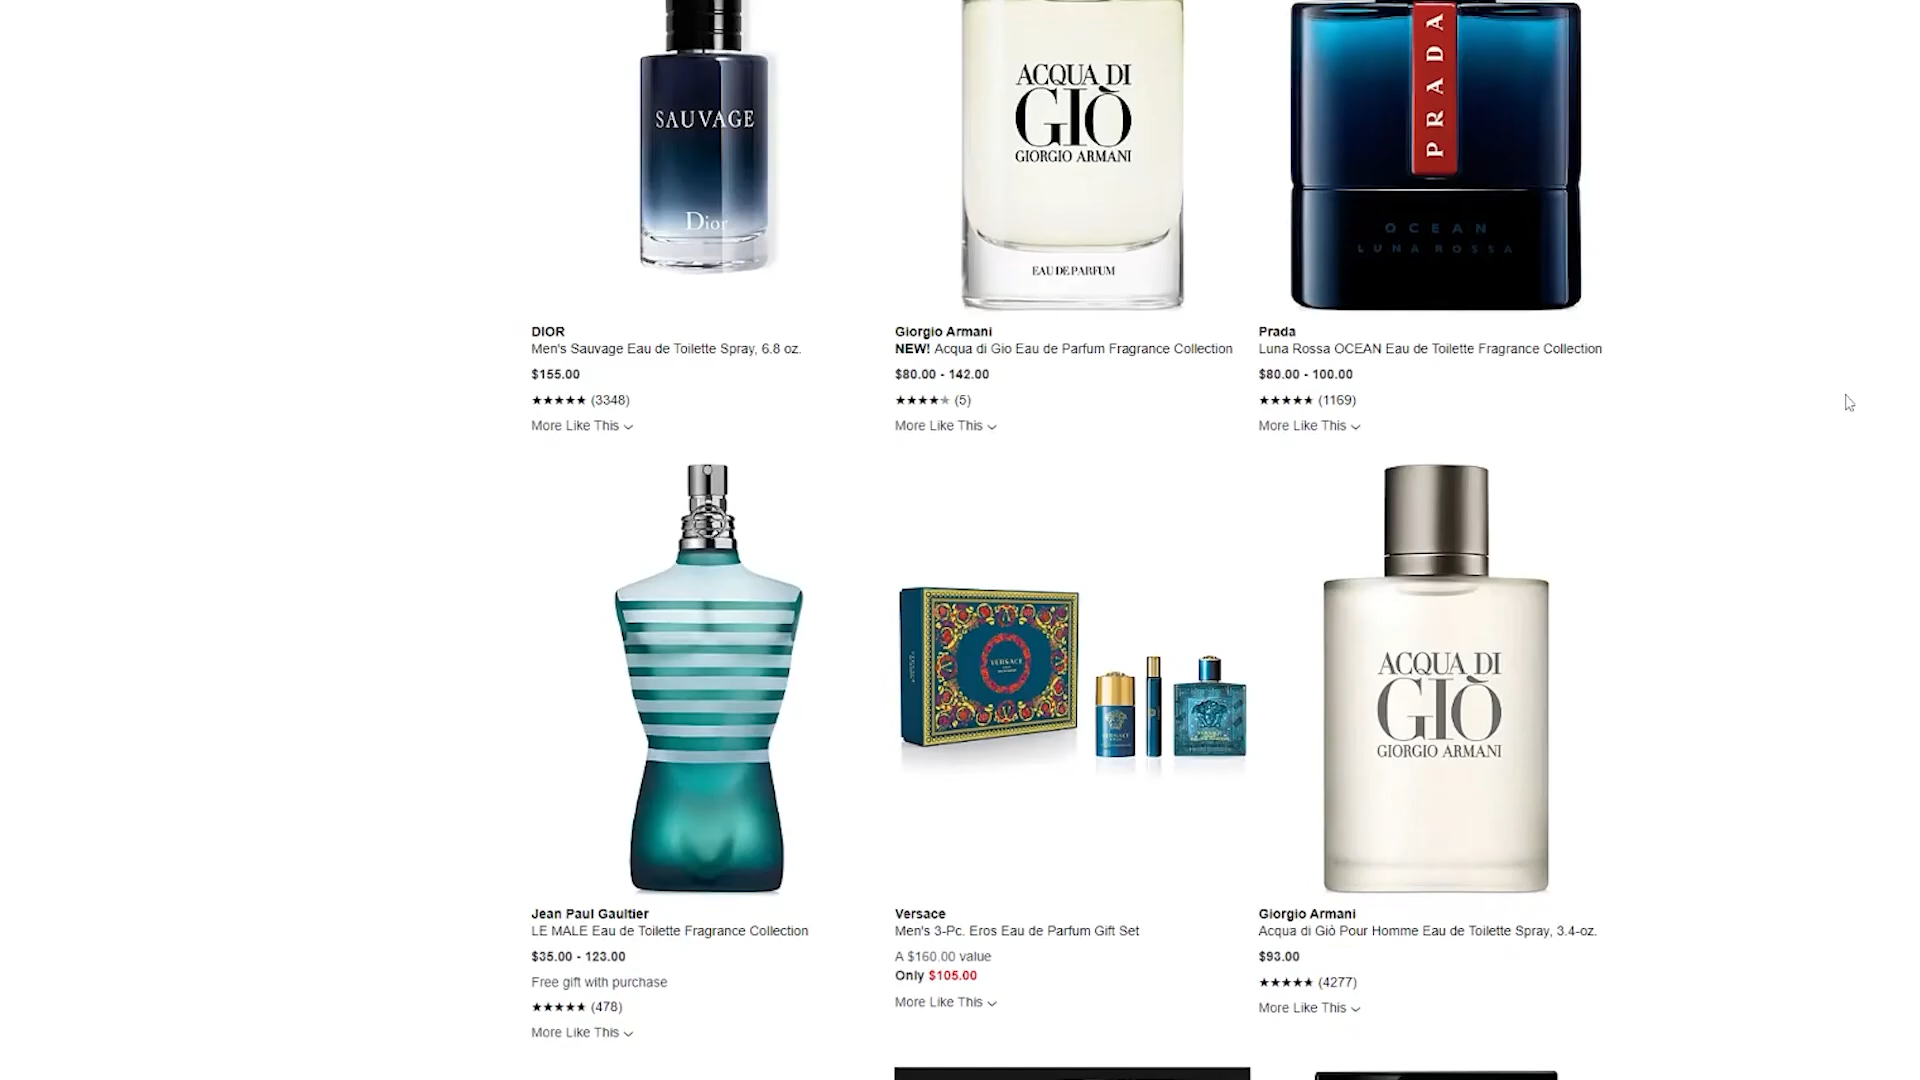 SAUVAGE
Dior
ACQUA DI
GIÒ
GIORGIO ARMANI
EAU DE PARFUM
PRADA
OCEAN
LUNA ROSSA
DIOR
Men's Sauvage Eau de Toilette Spray, 6.8 oz.
$155.00
(3348)
More Like This
Giorgio Armani
NEW! Acqua di Gio Eau de Parfum Fragrance Collection
$80.00 - 142.00
(5)
More Like This
Prada
Luna Rossa OCEAN Eau de Toilette Fragrance Collection
$80.00 - 100.00
(1169)
More Like This
VERSACE
ACQUA DI
GIÒ
GIORGIO ARMANI
Jean Paul Gaultier
LE MALE Eau de Toilette Fragrance Collection
$35.00 - 123.00
Free gift with purchase
(478)
More Like This
Versace
Men's 3-Pc. Eros Eau de Parfum Gift Set
A $160.00 value
Only $105.00
More Like This
Giorgio Armani
Acqua di Giò Pour Homme Eau de Toilette Spray, 3.4-oz.
$93.00
(4277)
More Like This